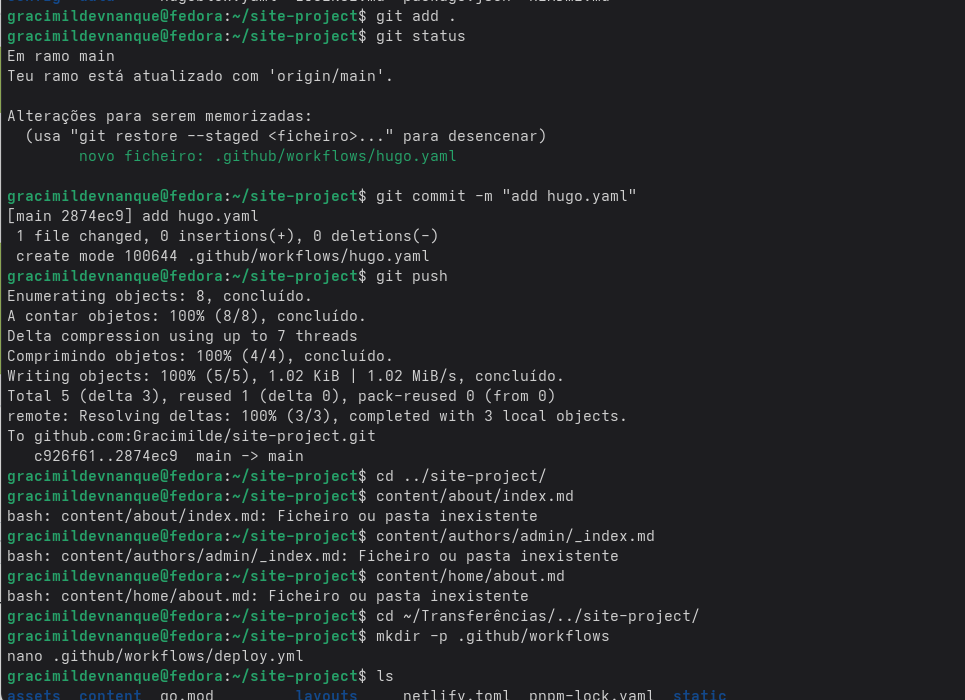 gracimildevnanque@fedora:~/site-project$ git add .
gracimildevnanque@fedora:~/site-project$ git status
Em ramo main
Teu ramo está atualizado com 'origin/main'.
Alterações para serem memorizadas:
  (usa "git restore --staged <ficheiro>..." para desencenar)
        novo ficheiro: .github/workflows/hugo.yaml
gracimildevnanque@fedora:~/site-project$ git commit -m "add hugo.yaml"
[main 2874ec9] add hugo.yaml
 1 file changed, 0 insertions(+), 0 deletions(-)
 create mode 100644 .github/workflows/hugo.yaml
gracimildevnanque@fedora:~/site-project$ git push
Enumerating objects: 8, concluído.
A contar objetos: 100% (8/8), concluído.
Delta compression using up to 7 threads
Comprimindo objetos: 100% (4/4), concluído.
Writing objects: 100% (5/5), 1.02 KiB | 1.02 MiB/s, concluído.
Total 5 (delta 3), reused 1 (delta 0), pack-reused 0 (from 0)
remote: Resolving deltas: 100% (3/3), completed with 3 local objects.
To github.com:Gracimilde/site-project.git
   c926f61..2874ec9  main -> main
gracimildevnanque@fedora:~/site-project$ cd ../site-project/
gracimildevnanque@fedora:~/site-project$ content/about/index.md
bash: content/about/index.md: Ficheiro ou pasta inexistente
gracimildevnanque@fedora:~/site-project$ content/authors/admin/_index.md
bash: content/authors/admin/_index.md: Ficheiro ou pasta inexistente
gracimildevnanque@fedora:~/site-project$ content/home/about.md
bash: content/home/about.md: Ficheiro ou pasta inexistente
gracimildevnanque@fedora:~/site-project$ cd ~/Transferências/../site-project/
gracimildevnanque@fedora:~/site-project$ mkdir -p .github/workflows
nano .github/workflows/deploy.yml
gracimildevnanque@fedora:~/site-project$ ls
assets  content  go.mod         layouts     netlify.toml  pnpm-lock.yaml  static